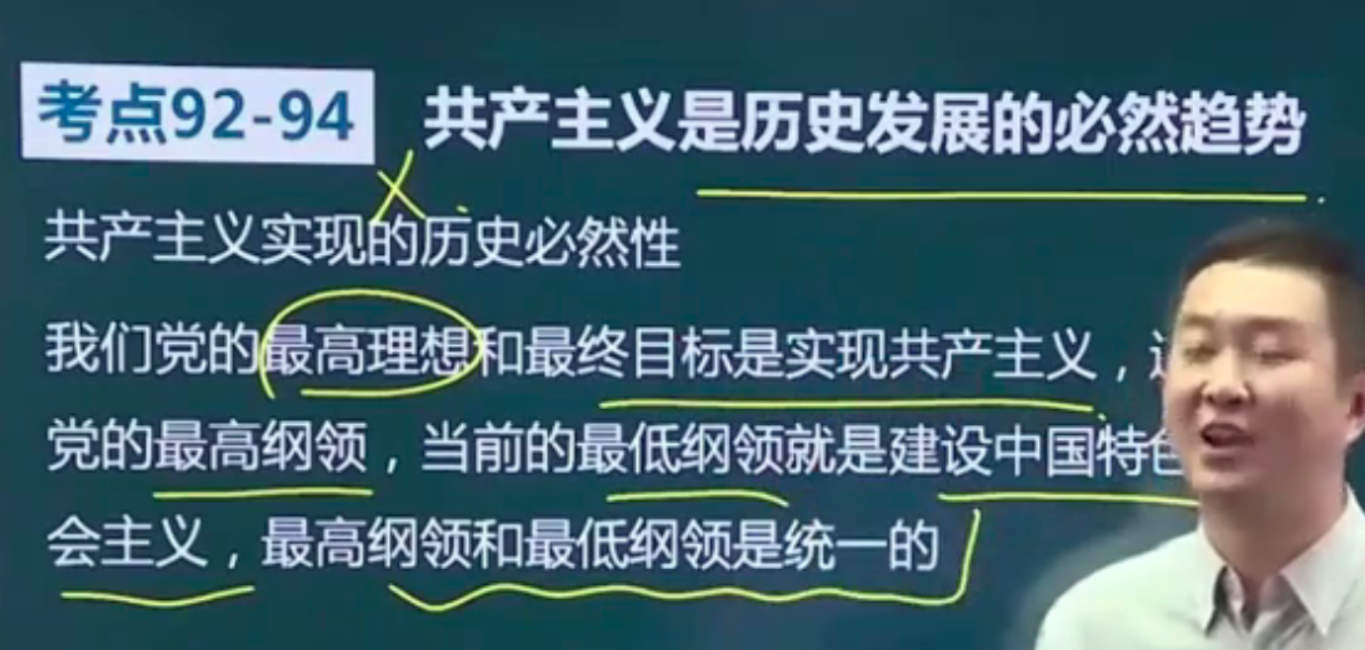 考点92-94
共产主义是历史发展的必然趋势
共产主义实现的历史必然性
我们党的最高理想和最终目标是实现共产主义，
党的最高纲领，当前的最低纲领就是建设中国特色
会主义，最高纲领和最低纲领是统一的